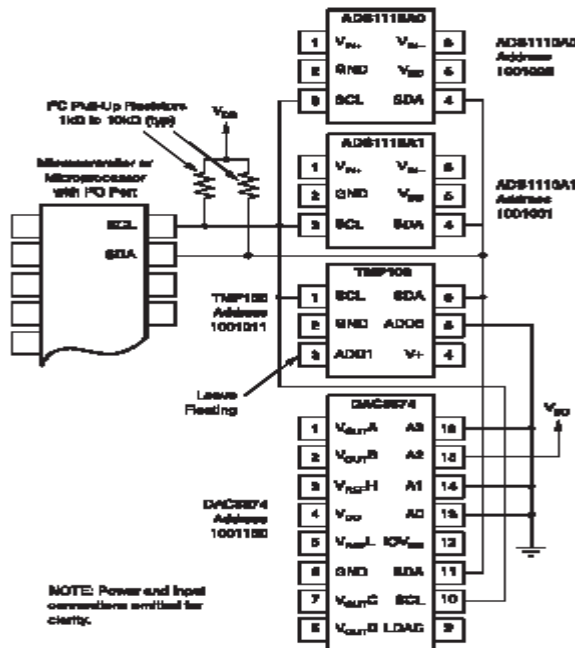 ADS1110A0
1 VIN+ VIN– 6
2 GND VDD 5
3 SCL SDA 4
ADS1110A0
Address
1001000
I²C Pull-Up Resistors
1kΩ to 10kΩ (typ)
VDD
Microcontroller or
Microprocessor
with I²C Port
SCL
SDA
ADS1110A1
1 VIN+ VIN– 6
2 GND VDD 5
3 SCL SDA 4
ADS1110A1
Address
1001001
TMP100
1 SCL SDA 6
2 GND ADD0 5
3 ADD1 V+ 4
TMP100
Address
1001011
Leave
Floating
DAC8574
1 VOUTA A3 16
2 VOUTB A2 15
3 VREFH A1 14
4 VDD A0 13
5 VREFL IOVDD 12
6 GND SDA 11
7 VOUTC SCL 10
8 VOUTD LDAC 9
VDD
DAC8574
Address
1001100
NOTE: Power and input
connections omitted for
clarity.